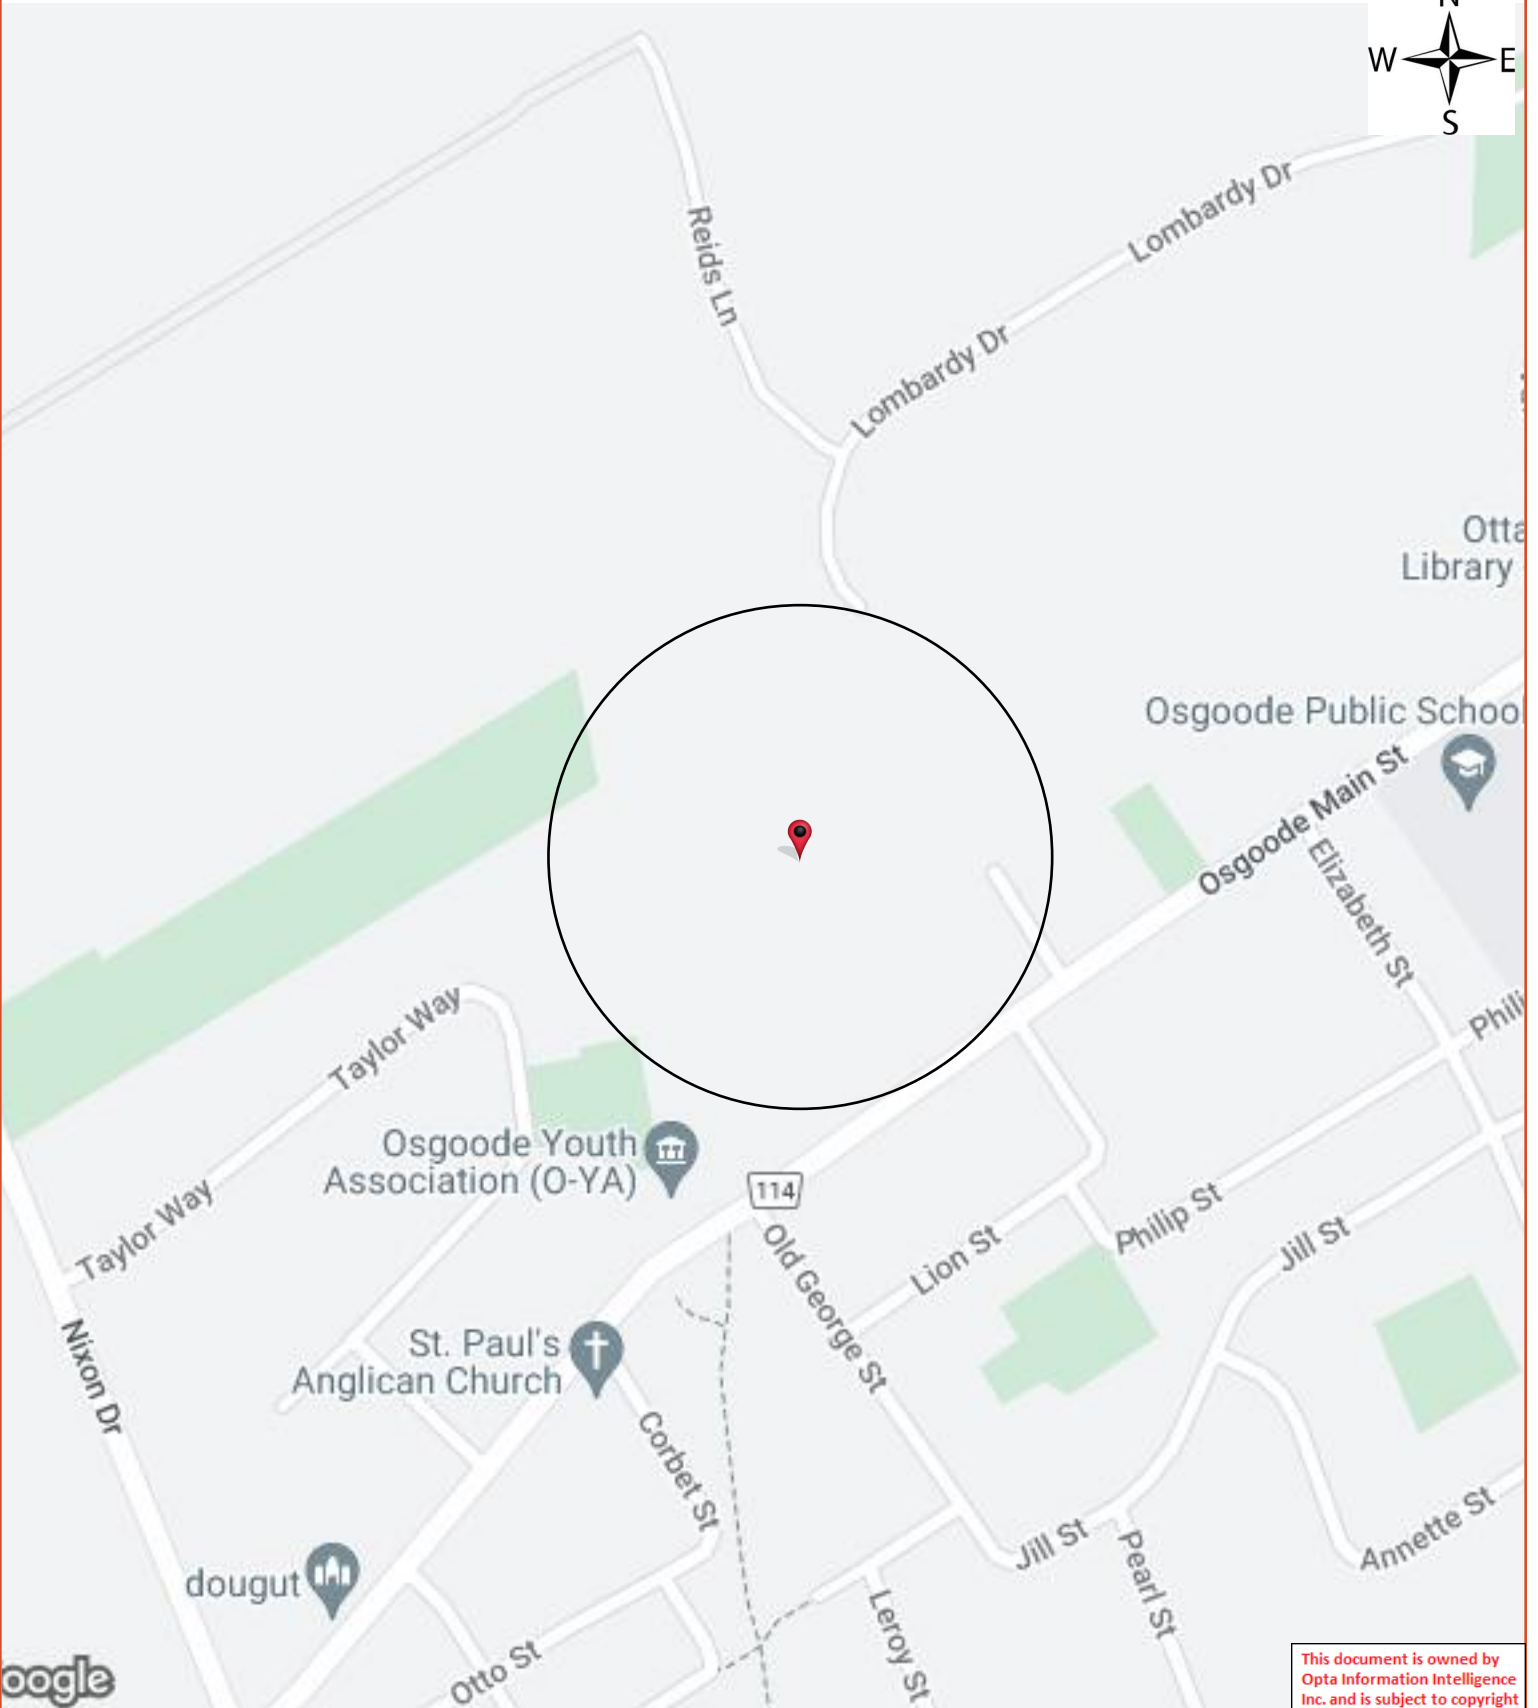 N
W E
S
Lombardy Dr
Reids Ln
Lombardy Dr
Otta
Library
Osgoode Public School
Osgoode Main St
Elizabeth St
Taylor Way
Phili
Osgoode Youth
Association (O-YA)
114
Taylor Way
Philip St
Old George St
Lion St
Jill St
Nixon Dr
St. Paul's
Anglican Church
Corbet St
Annette St
Jill St
Pearl St
dougut
Leroy St
Otto St
oogle
This document is owned by
Opta Information Intelligence
Inc. and is subject to copyright